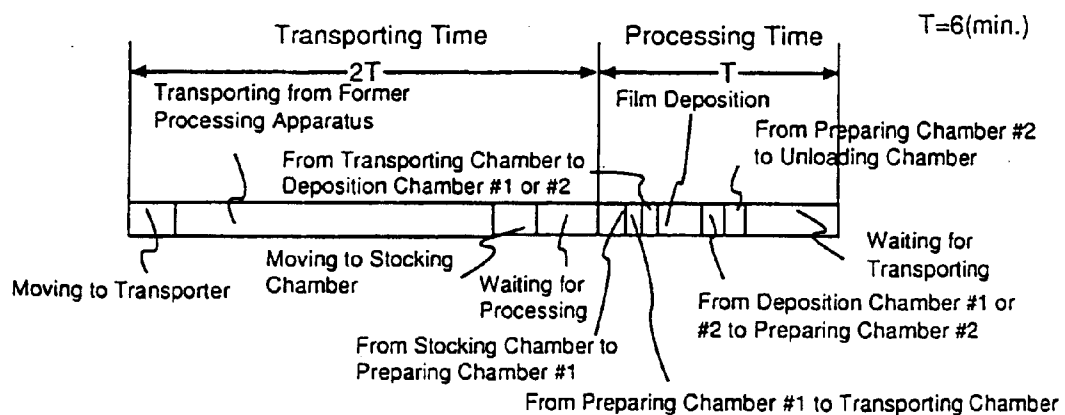 T=6(min.)
Transporting Time
Processing Time
2T
T
Transporting from Former
Processing Apparatus
Film Deposition
From Preparing Chamber #2
to Unloading Chamber
From Transporting Chamber to
Deposition Chamber #1 or #2
Moving to Transporter
Moving to Stocking
Chamber
Waiting for
Processing
Waiting for
Transporting
From Deposition Chamber #1 or
#2 to Preparing Chamber #2
From Stocking Chamber to
Preparing Chamber #1
From Preparing Chamber #1 to Transporting Chamber